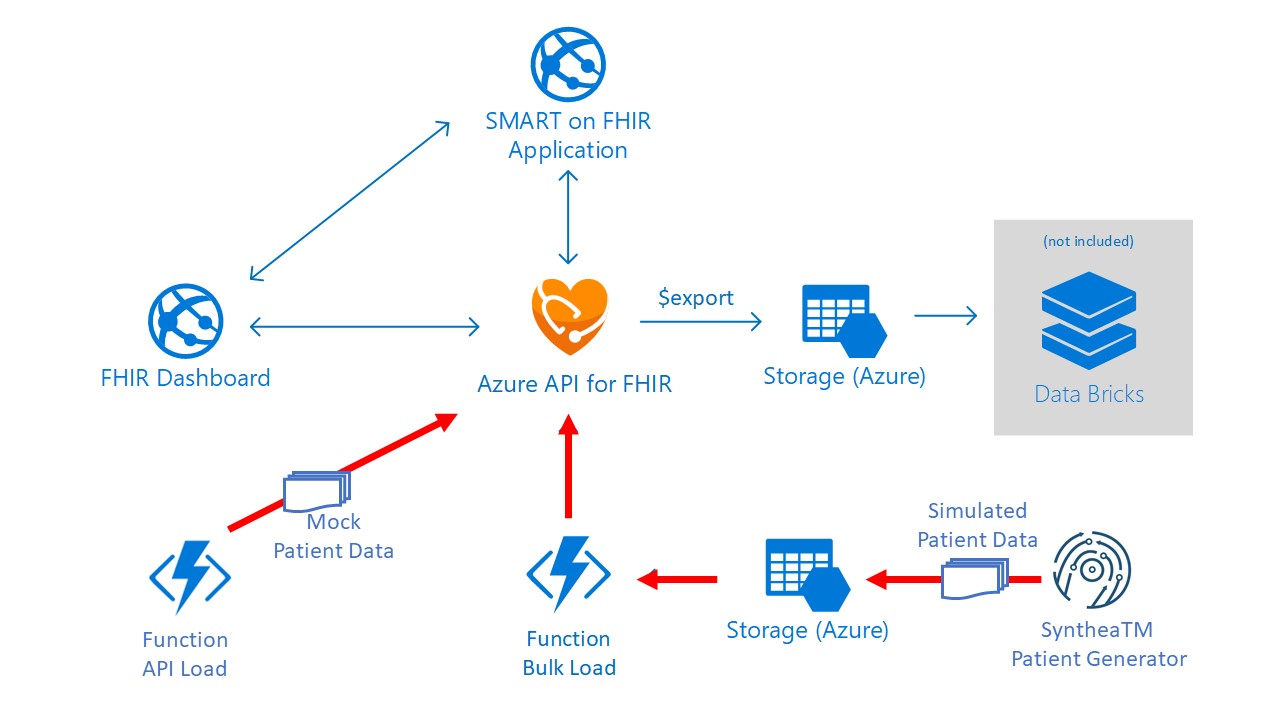 SMART on FHIR
Application
(not included)
$export
FHIR Dashboard
Azure API for FHIR
Storage (Azure)
Data Bricks
Mock
Patient Data
Simulated
Patient Data
Function
API Load
Function
Bulk Load
Storage (Azure)
SyntheaTM
Patient Generator